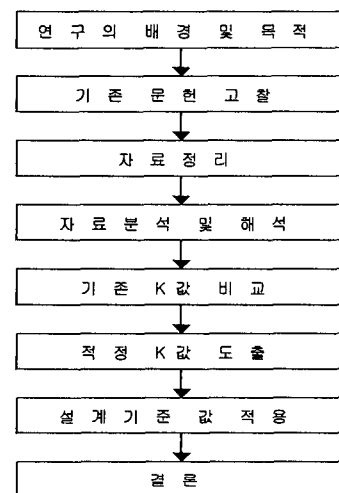 연 구 의 배 경 및 목 적
기 존 문 헌 고 찰
자 료 정 리
자 료 분 석 및 해 석
기 존 K 값 비 교
적 정 K 값 도 출
설 계 기 준 값 적 용
결 론